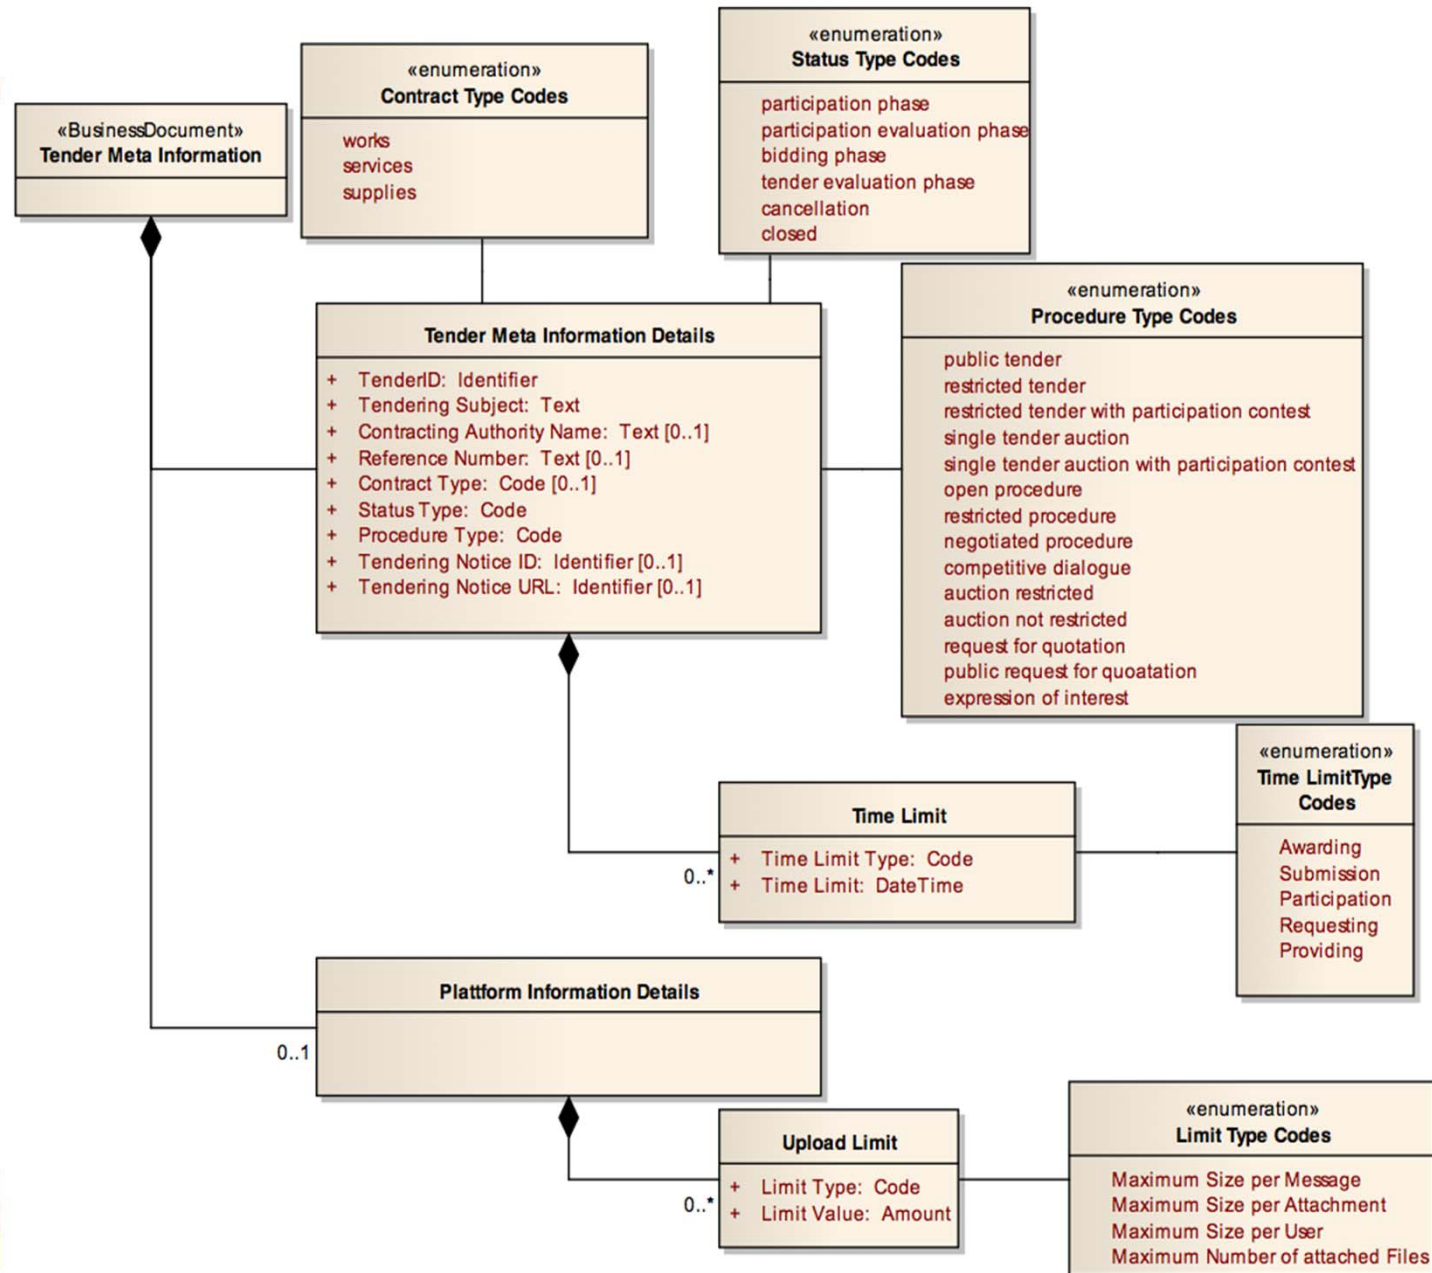 «enumeration»
Status Type Codes
participation phase
participation evaluation phase
bidding phase
tender evaluation phase
cancellation
closed
«enumeration»
Contract Type Codes
works
services
supplies
«BusinessDocument»
Tender Meta Information
«enumeration»
Procedure Type Codes
public tender
restricted tender
restricted tender with participation contest
single tender auction
single tender auction with participation contest
open procedure
restricted procedure
negotiated procedure
competitive dialogue
auction restricted
auction not restricted
request for quotation
public request for quoatation
expression of interest
Tender Meta Information Details
+ TenderID: Identifier
+ Tendering Subject: Text
+ Contracting Authority Name: Text [0..1]
+ Reference Number: Text [0..1]
+ Contract Type: Code [0..1]
+ Status Type: Code
+ Procedure Type: Code
+ Tendering Notice ID: Identifier [0..1]
+ Tendering Notice URL: Identifier [0..1]
«enumeration»
Time LimitType
Codes
Awarding
Submission
Participation
Requesting
Providing
Time Limit
+ Time Limit Type: Code
+ Time Limit: DateTime
0..*
Plattform Information Details
0..1
Upload Limit
+ Limit Type: Code
+ Limit Value: Amount
0..*
«enumeration»
Limit Type Codes
Maximum Size per Message
Maximum Size per Attachment
Maximum Size per User
Maximum Number of attached Files